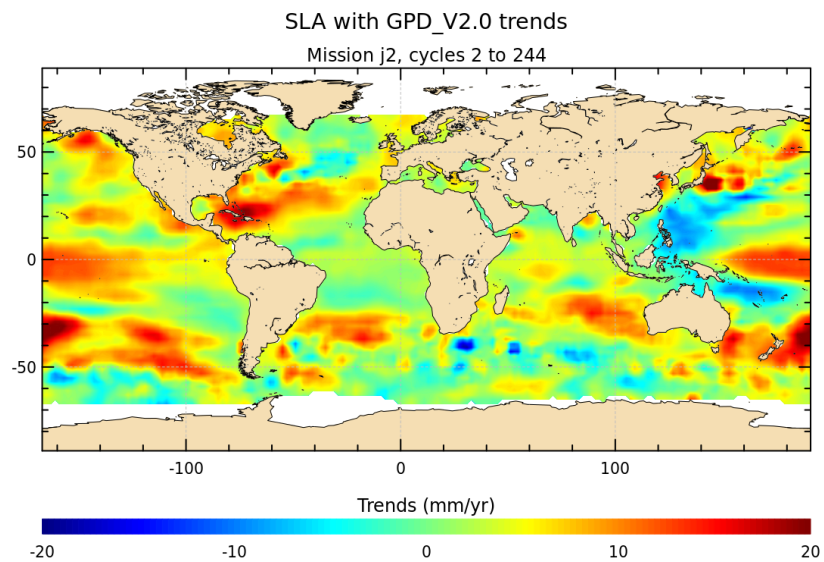 SLA with GPD_V2.0 trends
Mission j2, cycles 2 to 244
50
0
-50
-100 0 100
Trends (mm/yr)
-20 -10 0 10 20